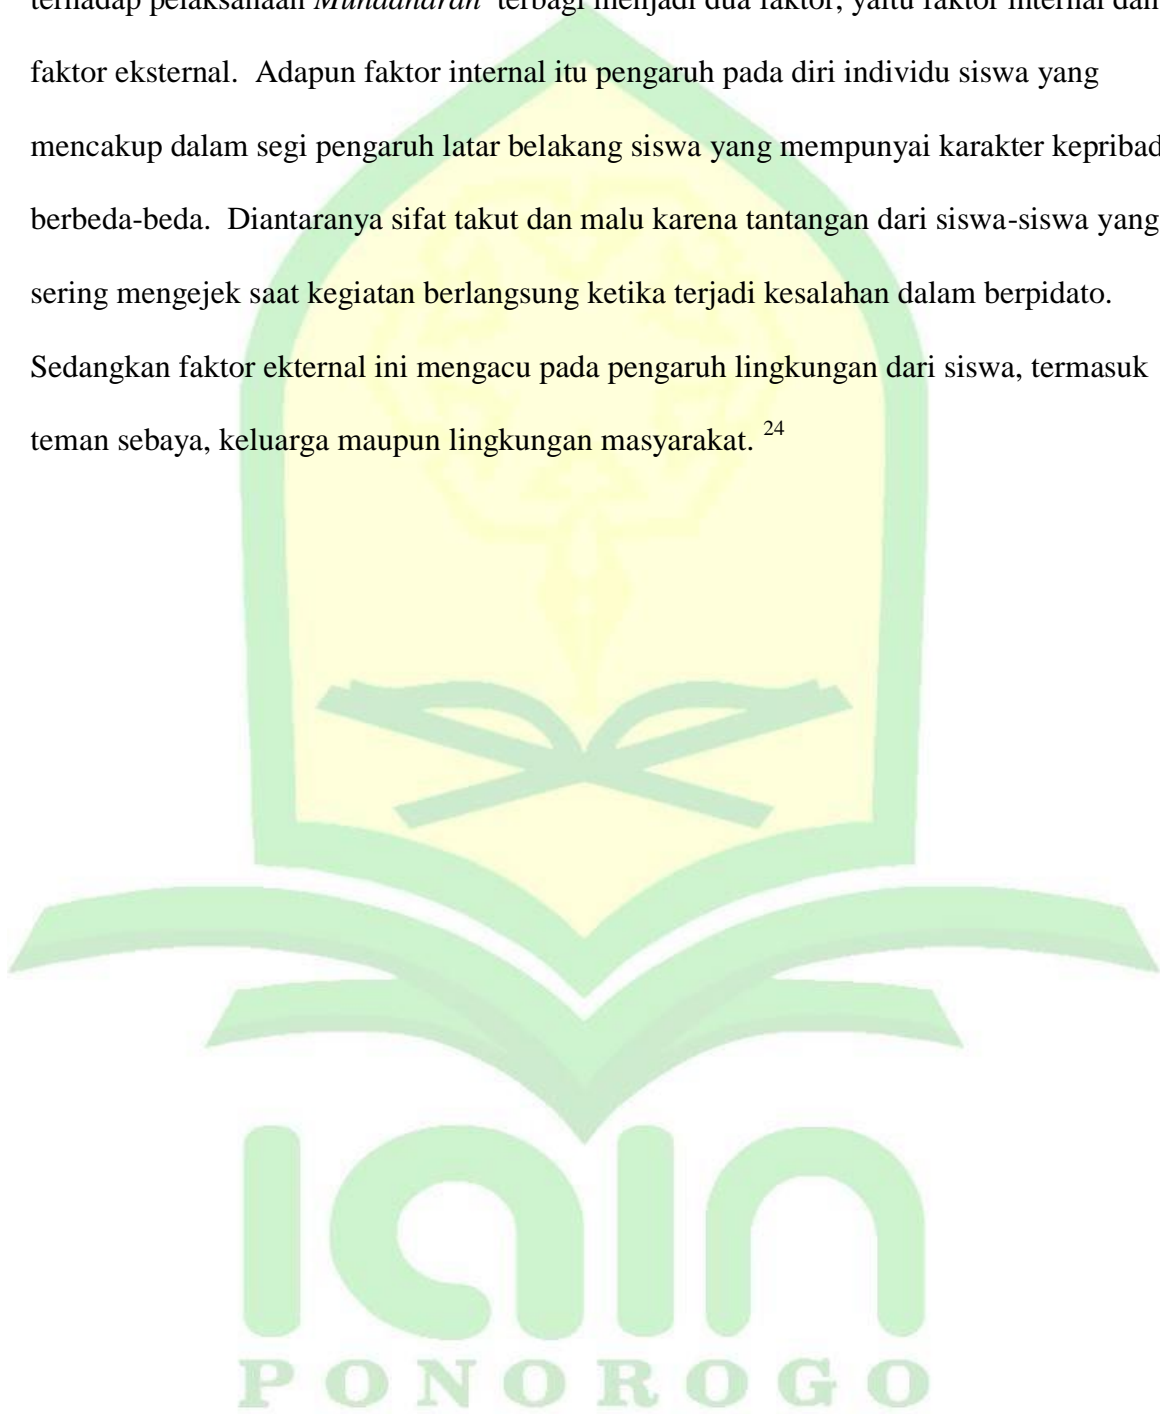 terhadap pelaksanaan terbagi menjadi dua faktor, yaitu faktor internal dan
faktor eksternal. Adapun faktor internal itu pengaruh pada diri individu siswa yang
mencakup dalam segi pengaruh latar belakang siswa yang mempunyai karakter kepribad
berbeda-beda. Diantaranya sifat takut dan malu karena tantangan dari siswa-siswa yang
sering mengejek saat kegiatan berlangsung ketika terjadi kesalahan dalam berpidato.
Sedangkan faktor ekternal ini mengacu pada pengaruh lingkungan dari siswa, termasuk
teman sebaya, keluarga maupun lingkungan masyarakat. 24
iain
PONOROGO